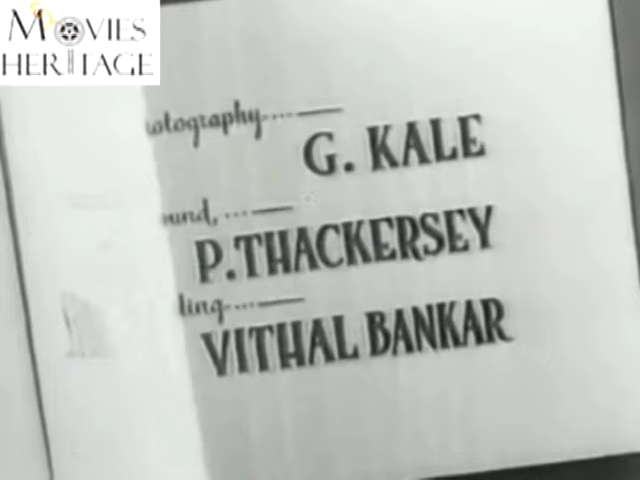 MOVIES
HERITAGE
otography....—
G. KALE
ound, ...—
P. THACKERSEY
ting....—
VITHAL BANKAR